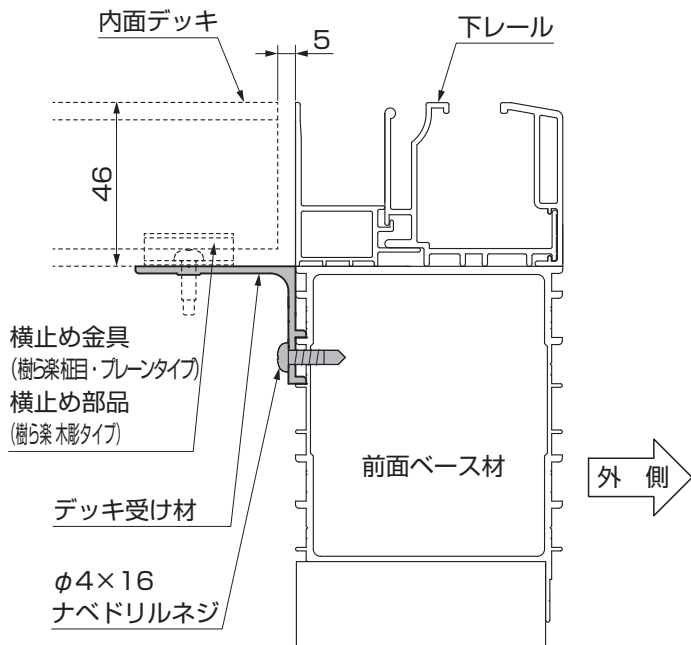 内面デッキ
5
下レール
46
横止め金具
(樹ら楽柾目・プレーンタイプ)
横止め部品
(樹ら楽 木彫タイプ)
前面ベース材
外 側
デッキ受け材
φ4×16
ナベドリルネジ